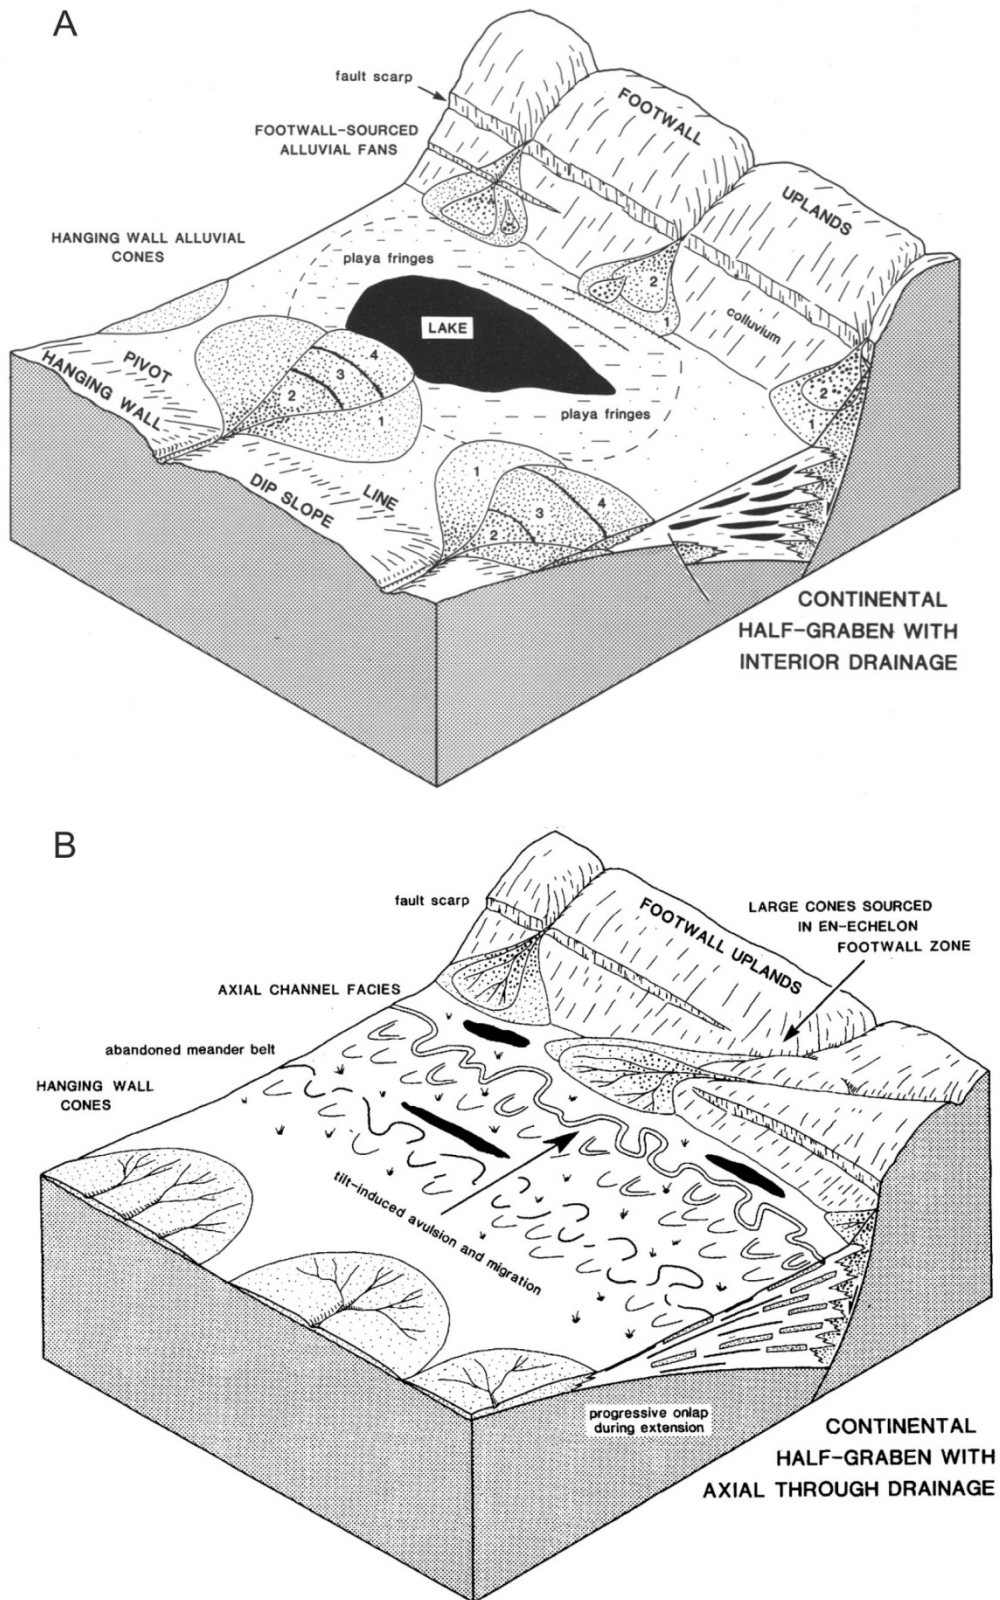 A
fault scarp
FOOTWALL-SOURCED
ALLUVIAL FANS
FOOTWALL
UPLANDS
HANGING WALL ALLUVIAL
CONES
playa fringes
2
1
colluvium
LAKE
PIVOT
HANGING WALL
4
3
2
1
2
1
playa fringes
LINE
DIP SLOPE
1
4
3
2
CONTINENTAL
HALF-GRABEN WITH
INTERIOR DRAINAGE
B
fault scarp
FOOTWALL UPLANDS
LARGE CONES SOURCED
IN EN-ECHELON
FOOTWALL ZONE
AXIAL CHANNEL FACIES
abandoned meander belt
HANGING WALL
CONES
tilt-induced avulsion and migration
progressive onlap
during extension
CONTINENTAL
HALF-GRABEN WITH
AXIAL THROUGH DRAINAGE